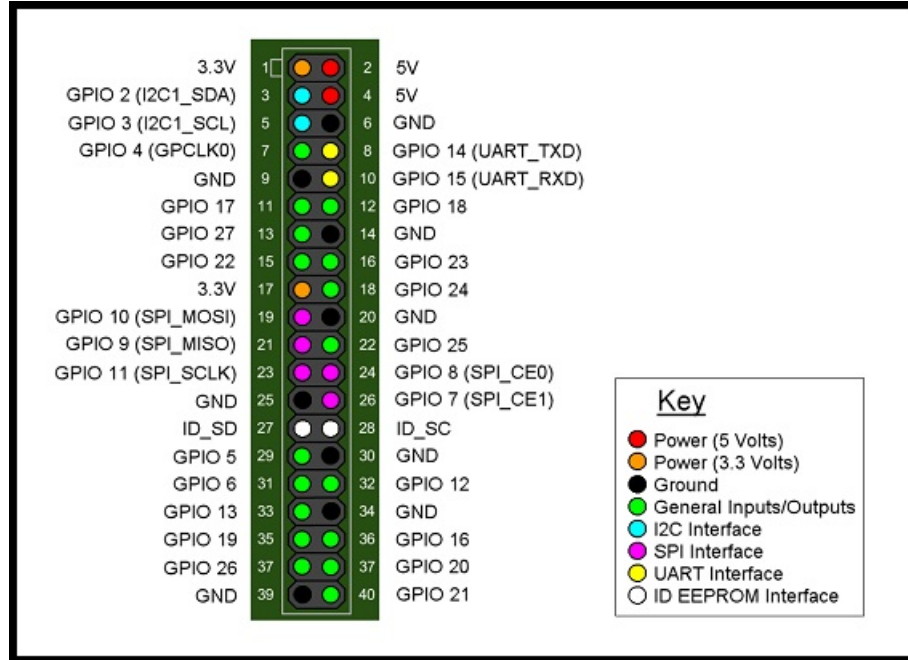 3.3V 1 2 5V
GPIO 2 (I2C1_SDA) 3 4 5V
GPIO 3 (I2C1_SCL) 5 6 GND
GPIO 4 (GPCLK0) 7 8 GPIO 14 (UART_TXD)
GND 9 10 GPIO 15 (UART_RXD)
GPIO 17 11 12 GPIO 18
GPIO 27 13 14 GND
GPIO 22 15 16 GPIO 23
3.3V 17 18 GPIO 24
GPIO 10 (SPI_MOSI) 19 20 GND
GPIO 9 (SPI_MISO) 21 22 GPIO 25
GPIO 11 (SPI_SCLK) 23 24 GPIO 8 (SPI_CE0)
GND 25 26 GPIO 7 (SPI_CE1)
ID_SD 27 28 ID_SC
GPIO 5 29 30 GND
GPIO 6 31 32 GPIO 12
GPIO 13 33 34 GND
GPIO 19 35 36 GPIO 16
GPIO 26 37 37 GPIO 20
GND 39 40 GPIO 21
Key
Power (5 Volts)
Power (3.3 Volts)
Ground
General Inputs/Outputs
I2C Interface
SPI Interface
UART Interface
ID EEPROM Interface